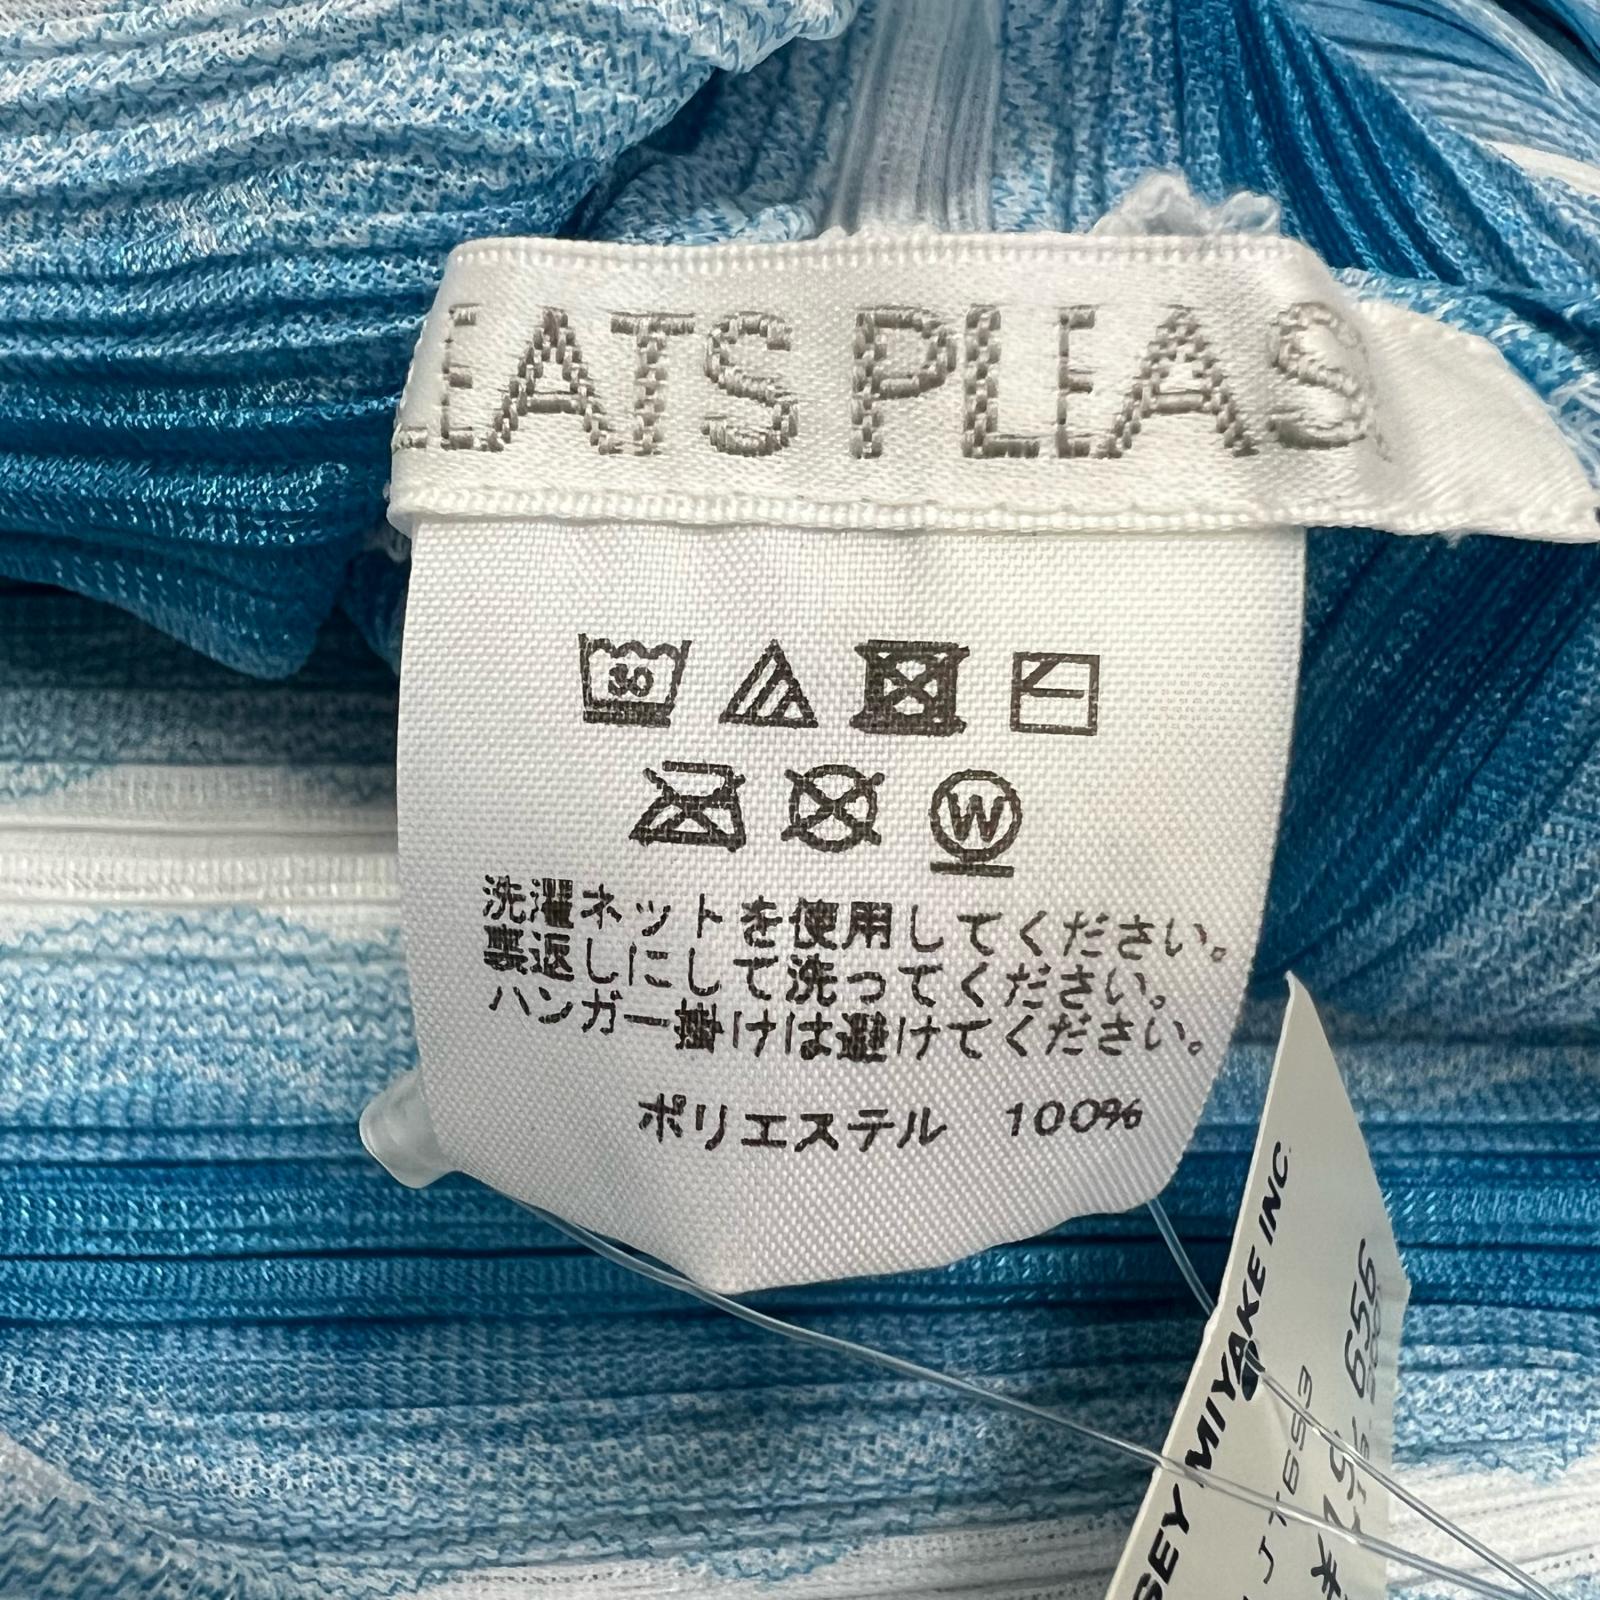 LEATS PLEAS
30
W
洗濯ネットを使用してください。
裏返しにして洗ってください。
ハンガー掛けは避けてください。
ポリエステル 100%
SEY MIYAKE INC.
656